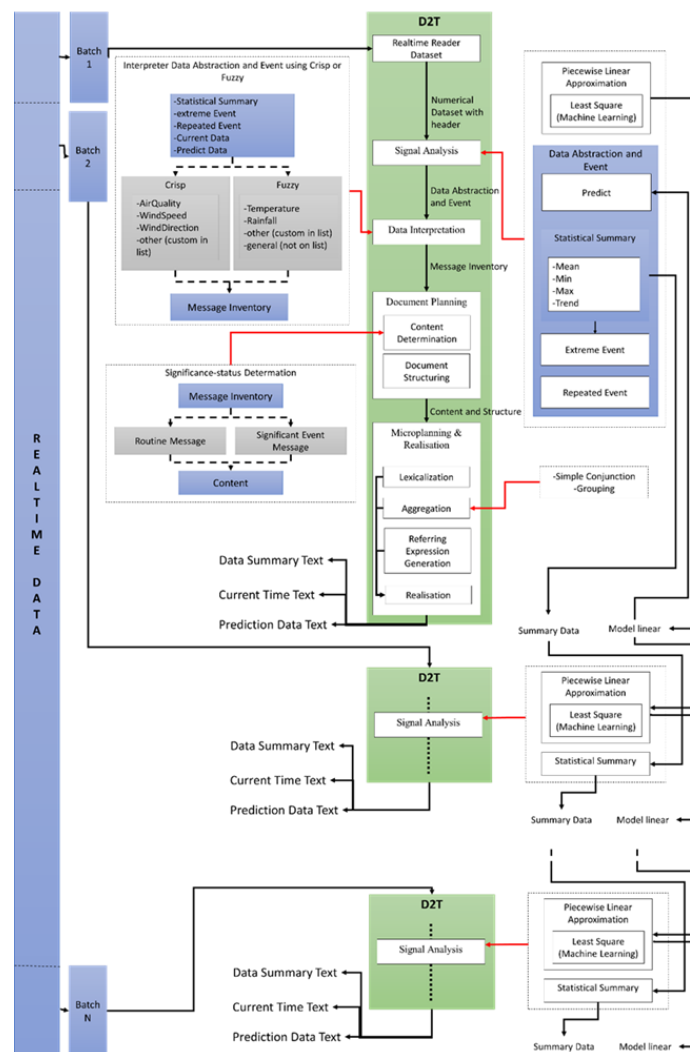 REALTIME DATA
Batch
1
Batch
2
Batch
N
Interpreter Data Abstraction and Event using Crisp or
Fuzzy
-Statistical Summary
-extreme Event
-Repeated Event
-Current Data
-Predict Data
Crisp
-AirQuality
-WindSpeed
-WindDirection
-other (custom in
list)
Fuzzy
-Temperature
-Rainfall
-other (custom in list)
-general (not on list)
Message Inventory
Significance-status Determation
Message Inventory
Routine Message
Significant Event
Message
Content
D2T
Realtime Reader
Dataset
Numerical
Dataset with
header
Signal Analysis
Data Abstraction
and Event
Data Interpretation
Message Inventory
Document Planning
Content
Determination
Document
Structuring
Content and Structure
Microplanning &
Realisation
Lexicalization
Aggregation
Referring
Expression
Generation
Realisation
Data Summary Text
Current Time Text
Prediction Data Text
Piecewise Linear
Approximation
Least Square
(Machine Learning)
Data Abstraction and
Event
Predict
Statistical Summary
-Mean
-Min
-Max
-Trend
Extreme Event
Repeated Event
-Simple Conjunction
-Grouping
Summary Data
Model linear
D2T
Signal Analysis
Data Summary Text
Current Time Text
Prediction Data Text
Piecewise Linear
Approximation
Least Square
(Machine Learning)
Statistical Summary
Summary Data
Model linear
D2T
Signal Analysis
Data Summary Text
Current Time Text
Prediction Data Text
Piecewise Linear
Approximation
Least Square
(Machine Learning)
Statistical Summary
Summary Data
Model linear